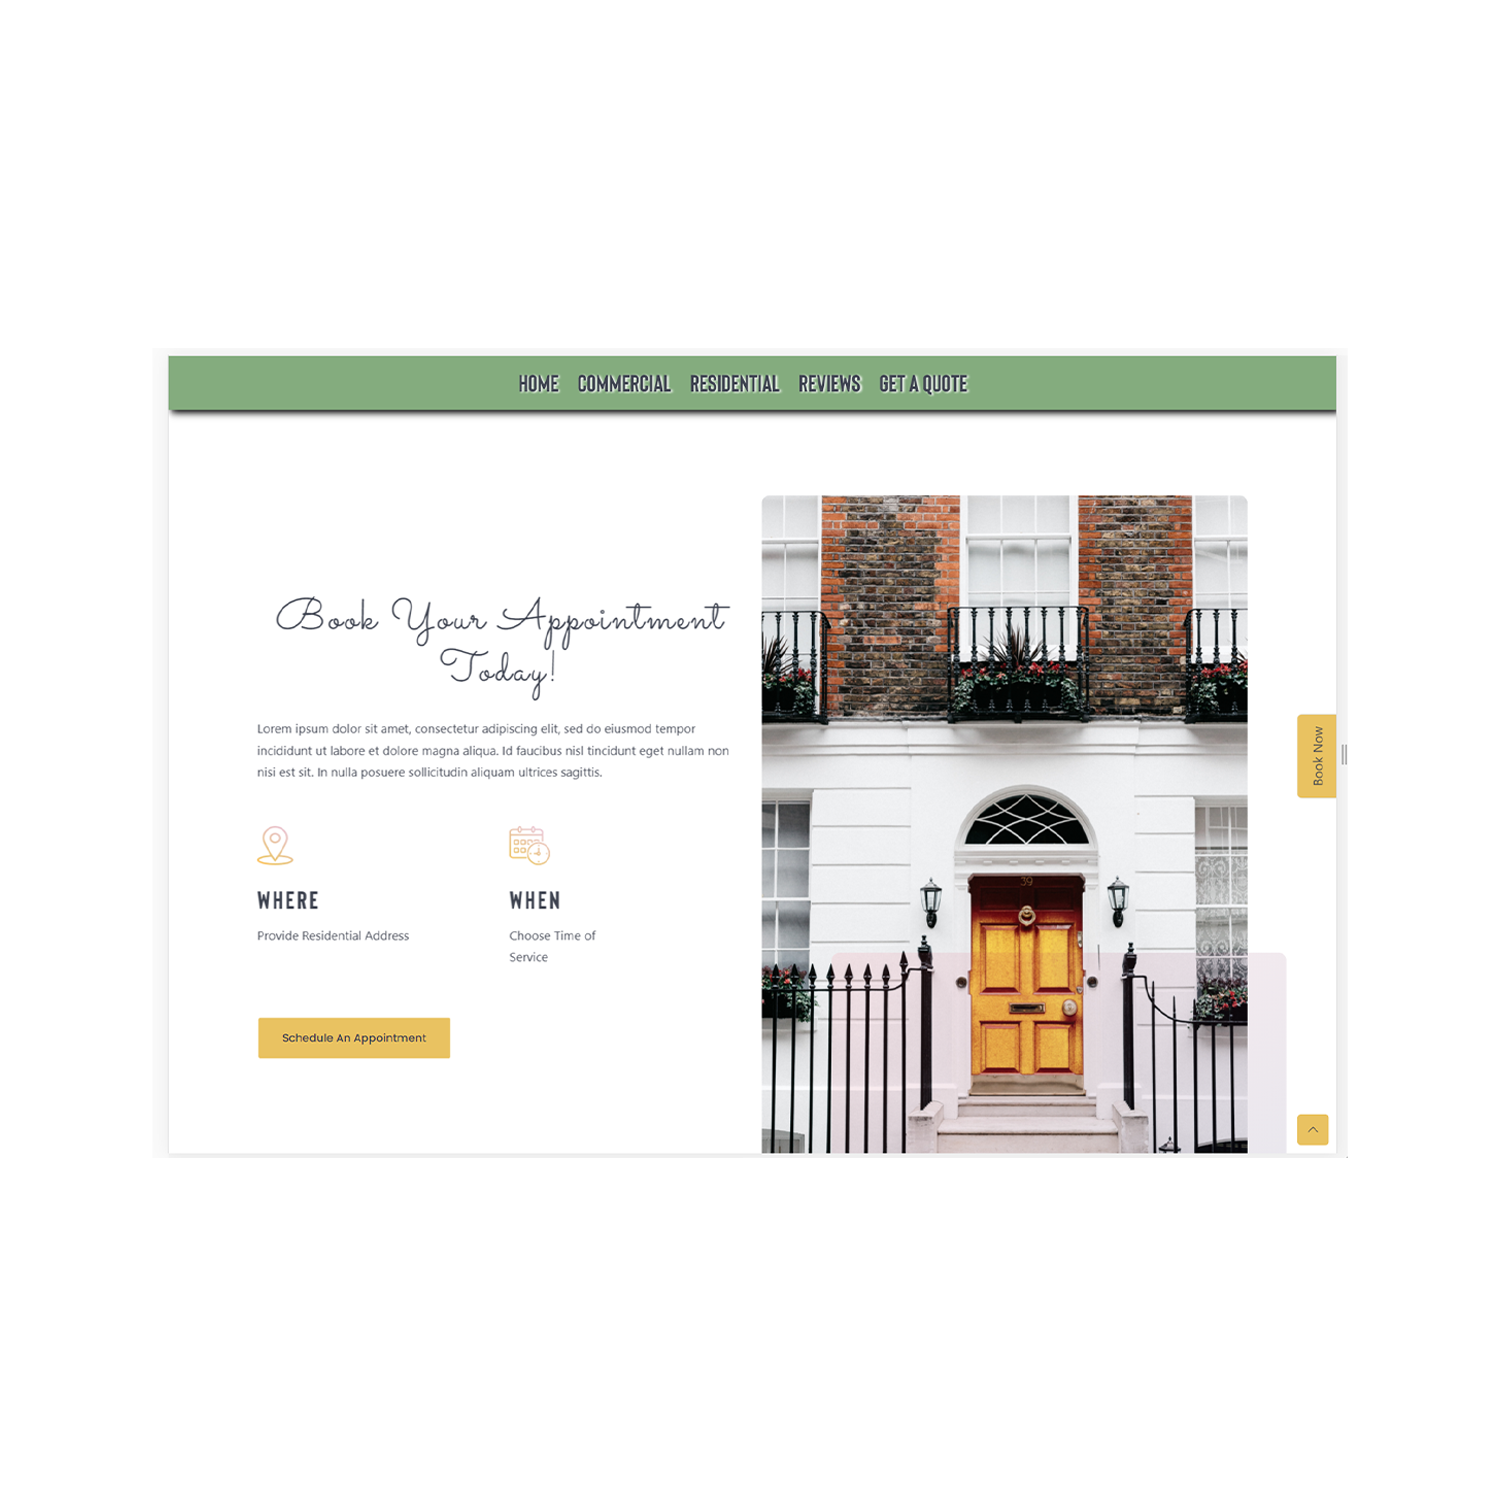 HOME COMMERCIAL RESIDENTIAL REVIEWS GET A QUOTE
Book Your Appointment
Today!
Lorem ipsum dolor sit amet, consectetur adipiscing elit, sed do eiusmod tempor
incididunt ut labore et dolore magna aliqua. Id faucibus nisl tincidunt eget nullam non
nisi est sit. In nulla posuere sollicitudin aliquam ultrices sagittis.
WHERE
Provide Residential Address
WHEN
Choose Time of
Service
Schedule An Appointment
39
Book Now